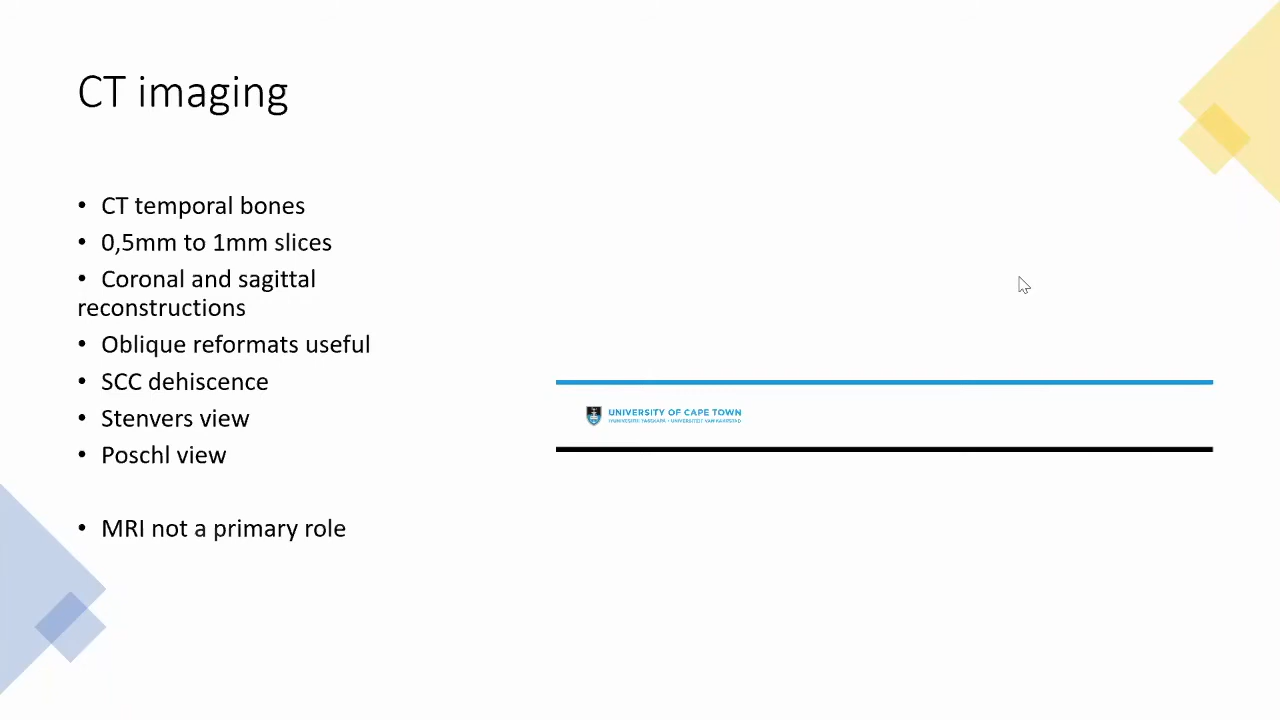 CT imaging
• CT temporal bones
• 0,5mm to 1mm slices
• Coronal and sagittal
reconstructions
• Oblique reformats useful
• SCC dehiscence
• Stenvers view
• Poschl view
• MRI not a primary role
UNIVERSITY OF CAPE TOWN